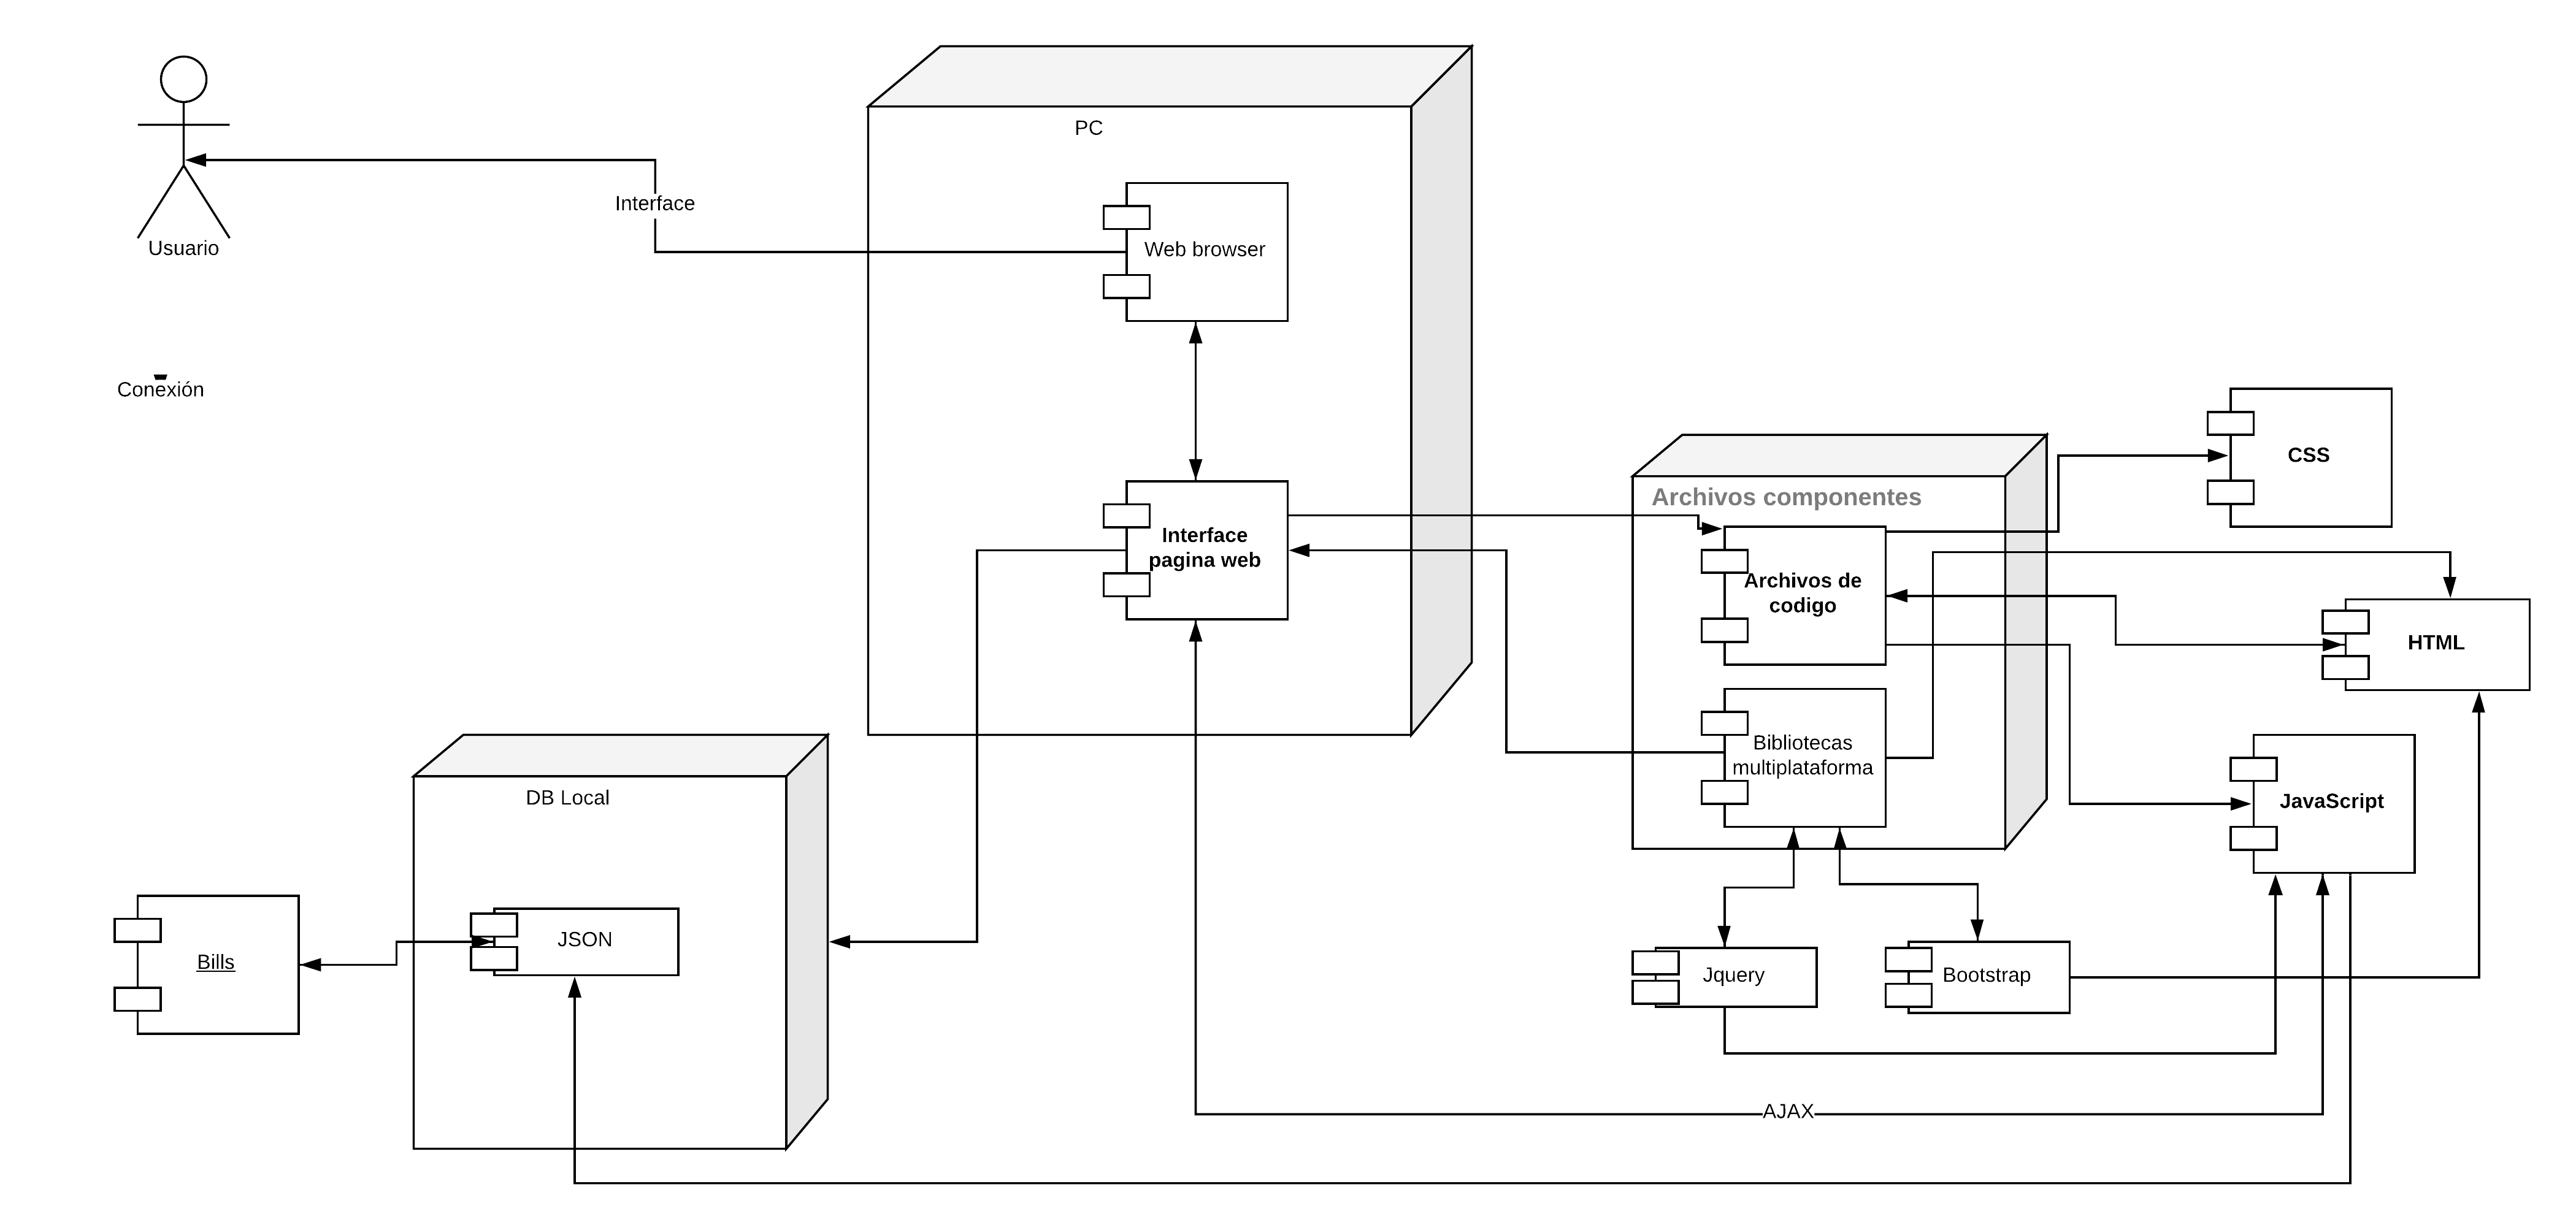 PC
Interface
Usuario
Web browser
Conexión
CSS
Archivos componentes
Interface
pagina web
Archivos de
codigo
HTML
Bibliotecas
multiplataforma
DB Local
JavaScript
JSON
Bills
Jquery
Bootstrap
AJAX